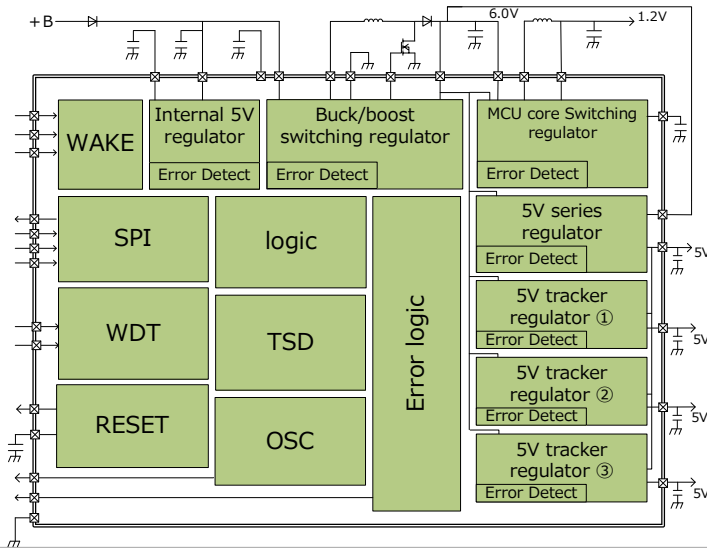 +B
6.0V
1.2V
WAKE
Internal 5V
regulator
Error Detect
Buck/boost
switching regulator
Error Detect
MCU core Switching
regulator
Error Detect
SPI
logic
Error logic
5V series
regulator
Error Detect
5V
WDT
TSD
5V tracker
regulator ①
Error Detect
5V
5V tracker
regulator ②
Error Detect
5V
RESET
OSC
5V tracker
regulator ③
Error Detect
5V